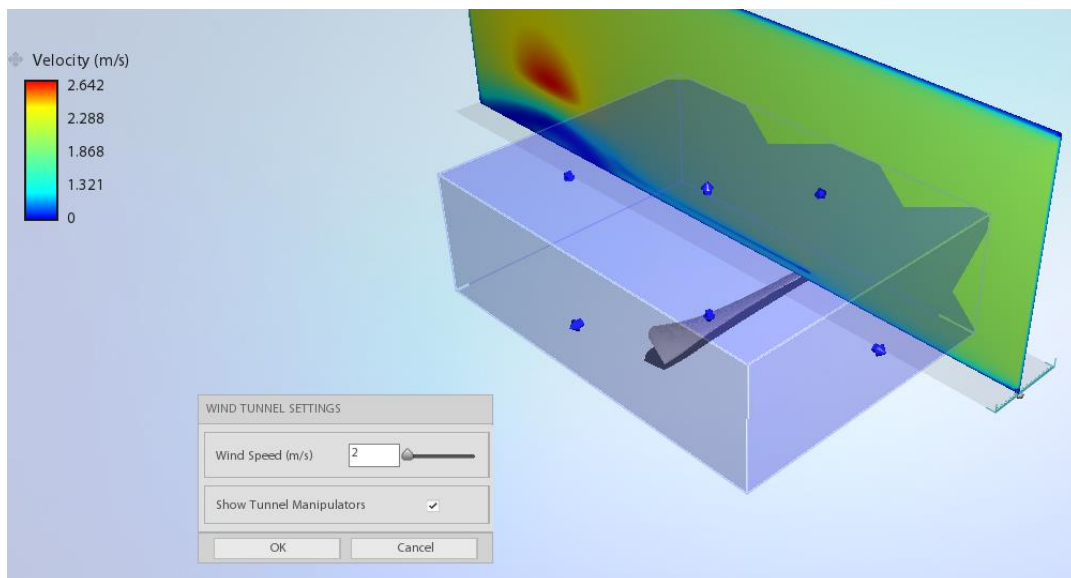 Velocity (m/s)
2.642
2.288
1.868
1.321
0
WIND TUNNEL SETTINGS
Wind Speed (m/s) 2
Show Tunnel Manipulators
OK Cancel